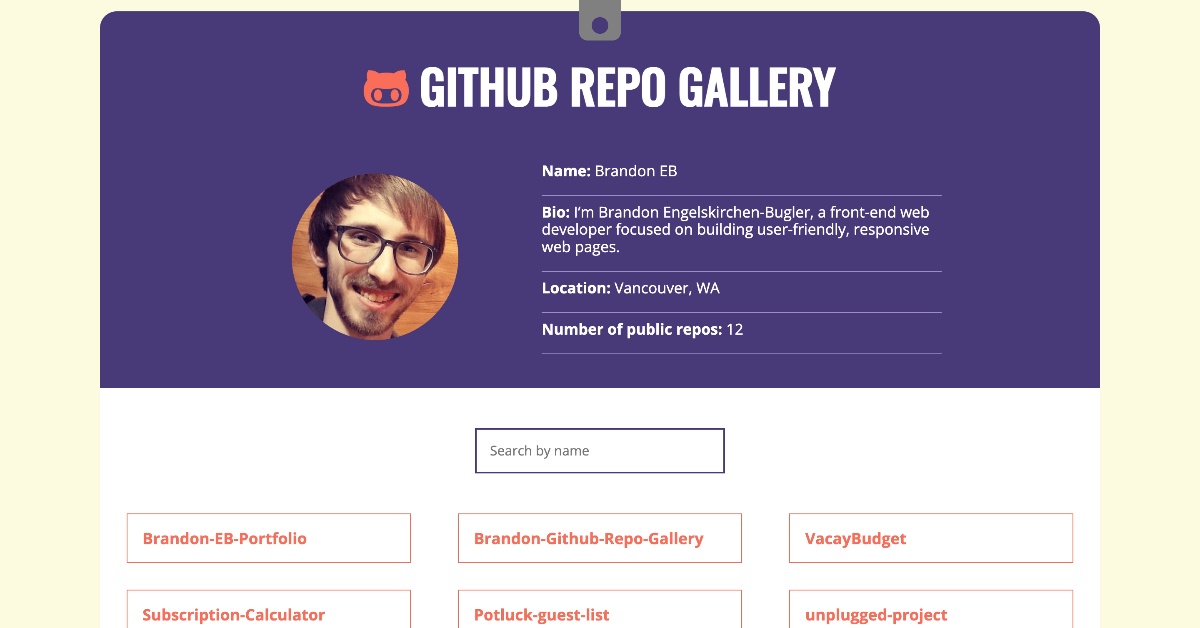 GITHUB REPO GALLERY
Name: Brandon EB
Bio: I'm Brandon Engelskirchen-Bugler, a front-end web
developer focused on building user-friendly, responsive
web pages.
Location: Vancouver, WA
Number of public repos: 12
Search by name
Brandon-EB-Portfolio
Brandon-Github-Repo-Gallery
VacayBudget
Subscription-Calculator
Potluck-guest-list
unplugged-project